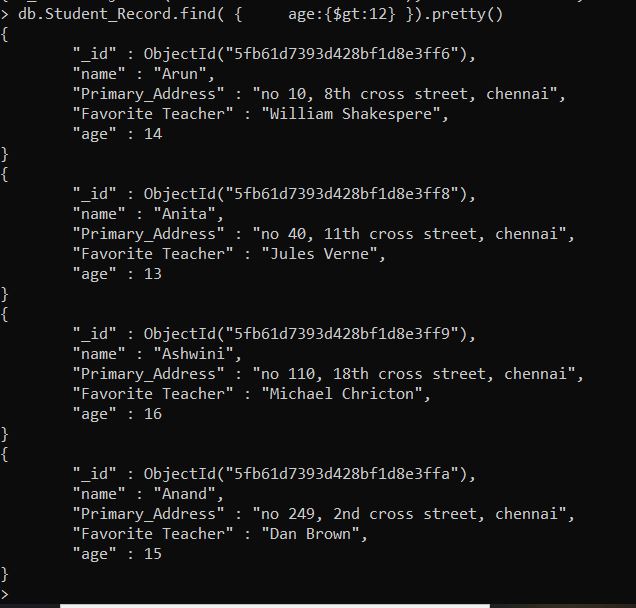 > db.Student_Record.find( {     age:{$gt:12} }).pretty()
{
        "_id" : ObjectId("5fb61d7393d428bf1d8e3ff6"),
        "name" : "Arun",
        "Primary_Address" : "no 10, 8th cross street, chennai",
        "Favorite Teacher" : "William Shakespere",
        "age" : 14
}
{
        "_id" : ObjectId("5fb61d7393d428bf1d8e3ff8"),
        "name" : "Anita",
        "Primary_Address" : "no 40, 11th cross street, chennai",
        "Favorite Teacher" : "Jules Verne",
        "age" : 13
}
{
        "_id" : ObjectId("5fb61d7393d428bf1d8e3ff9"),
        "name" : "Ashwini",
        "Primary_Address" : "no 110, 18th cross street, chennai",
        "Favorite Teacher" : "Michael Chricton",
        "age" : 16
}
{
        "_id" : ObjectId("5fb61d7393d428bf1d8e3ffa"),
        "name" : "Anand",
        "Primary_Address" : "no 249, 2nd cross street, chennai",
        "Favorite Teacher" : "Dan Brown",
        "age" : 15
}
>